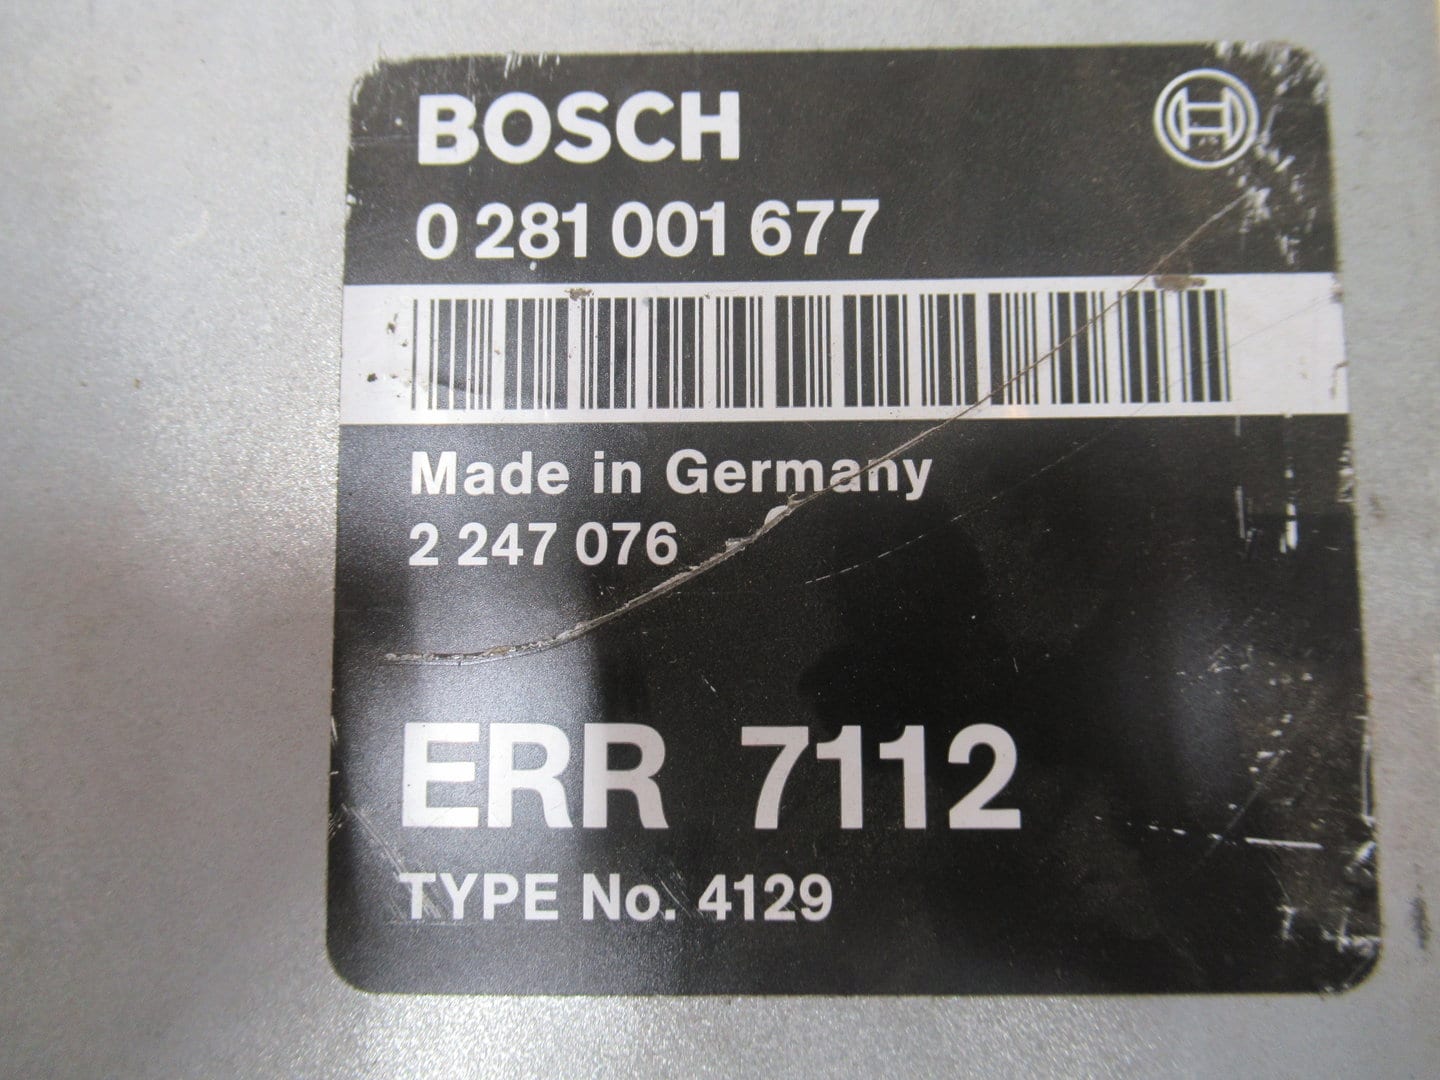 BOSCH
0 281 001 677
Made in Germany
2 247 076
ERR 7112
TYPE No. 4129